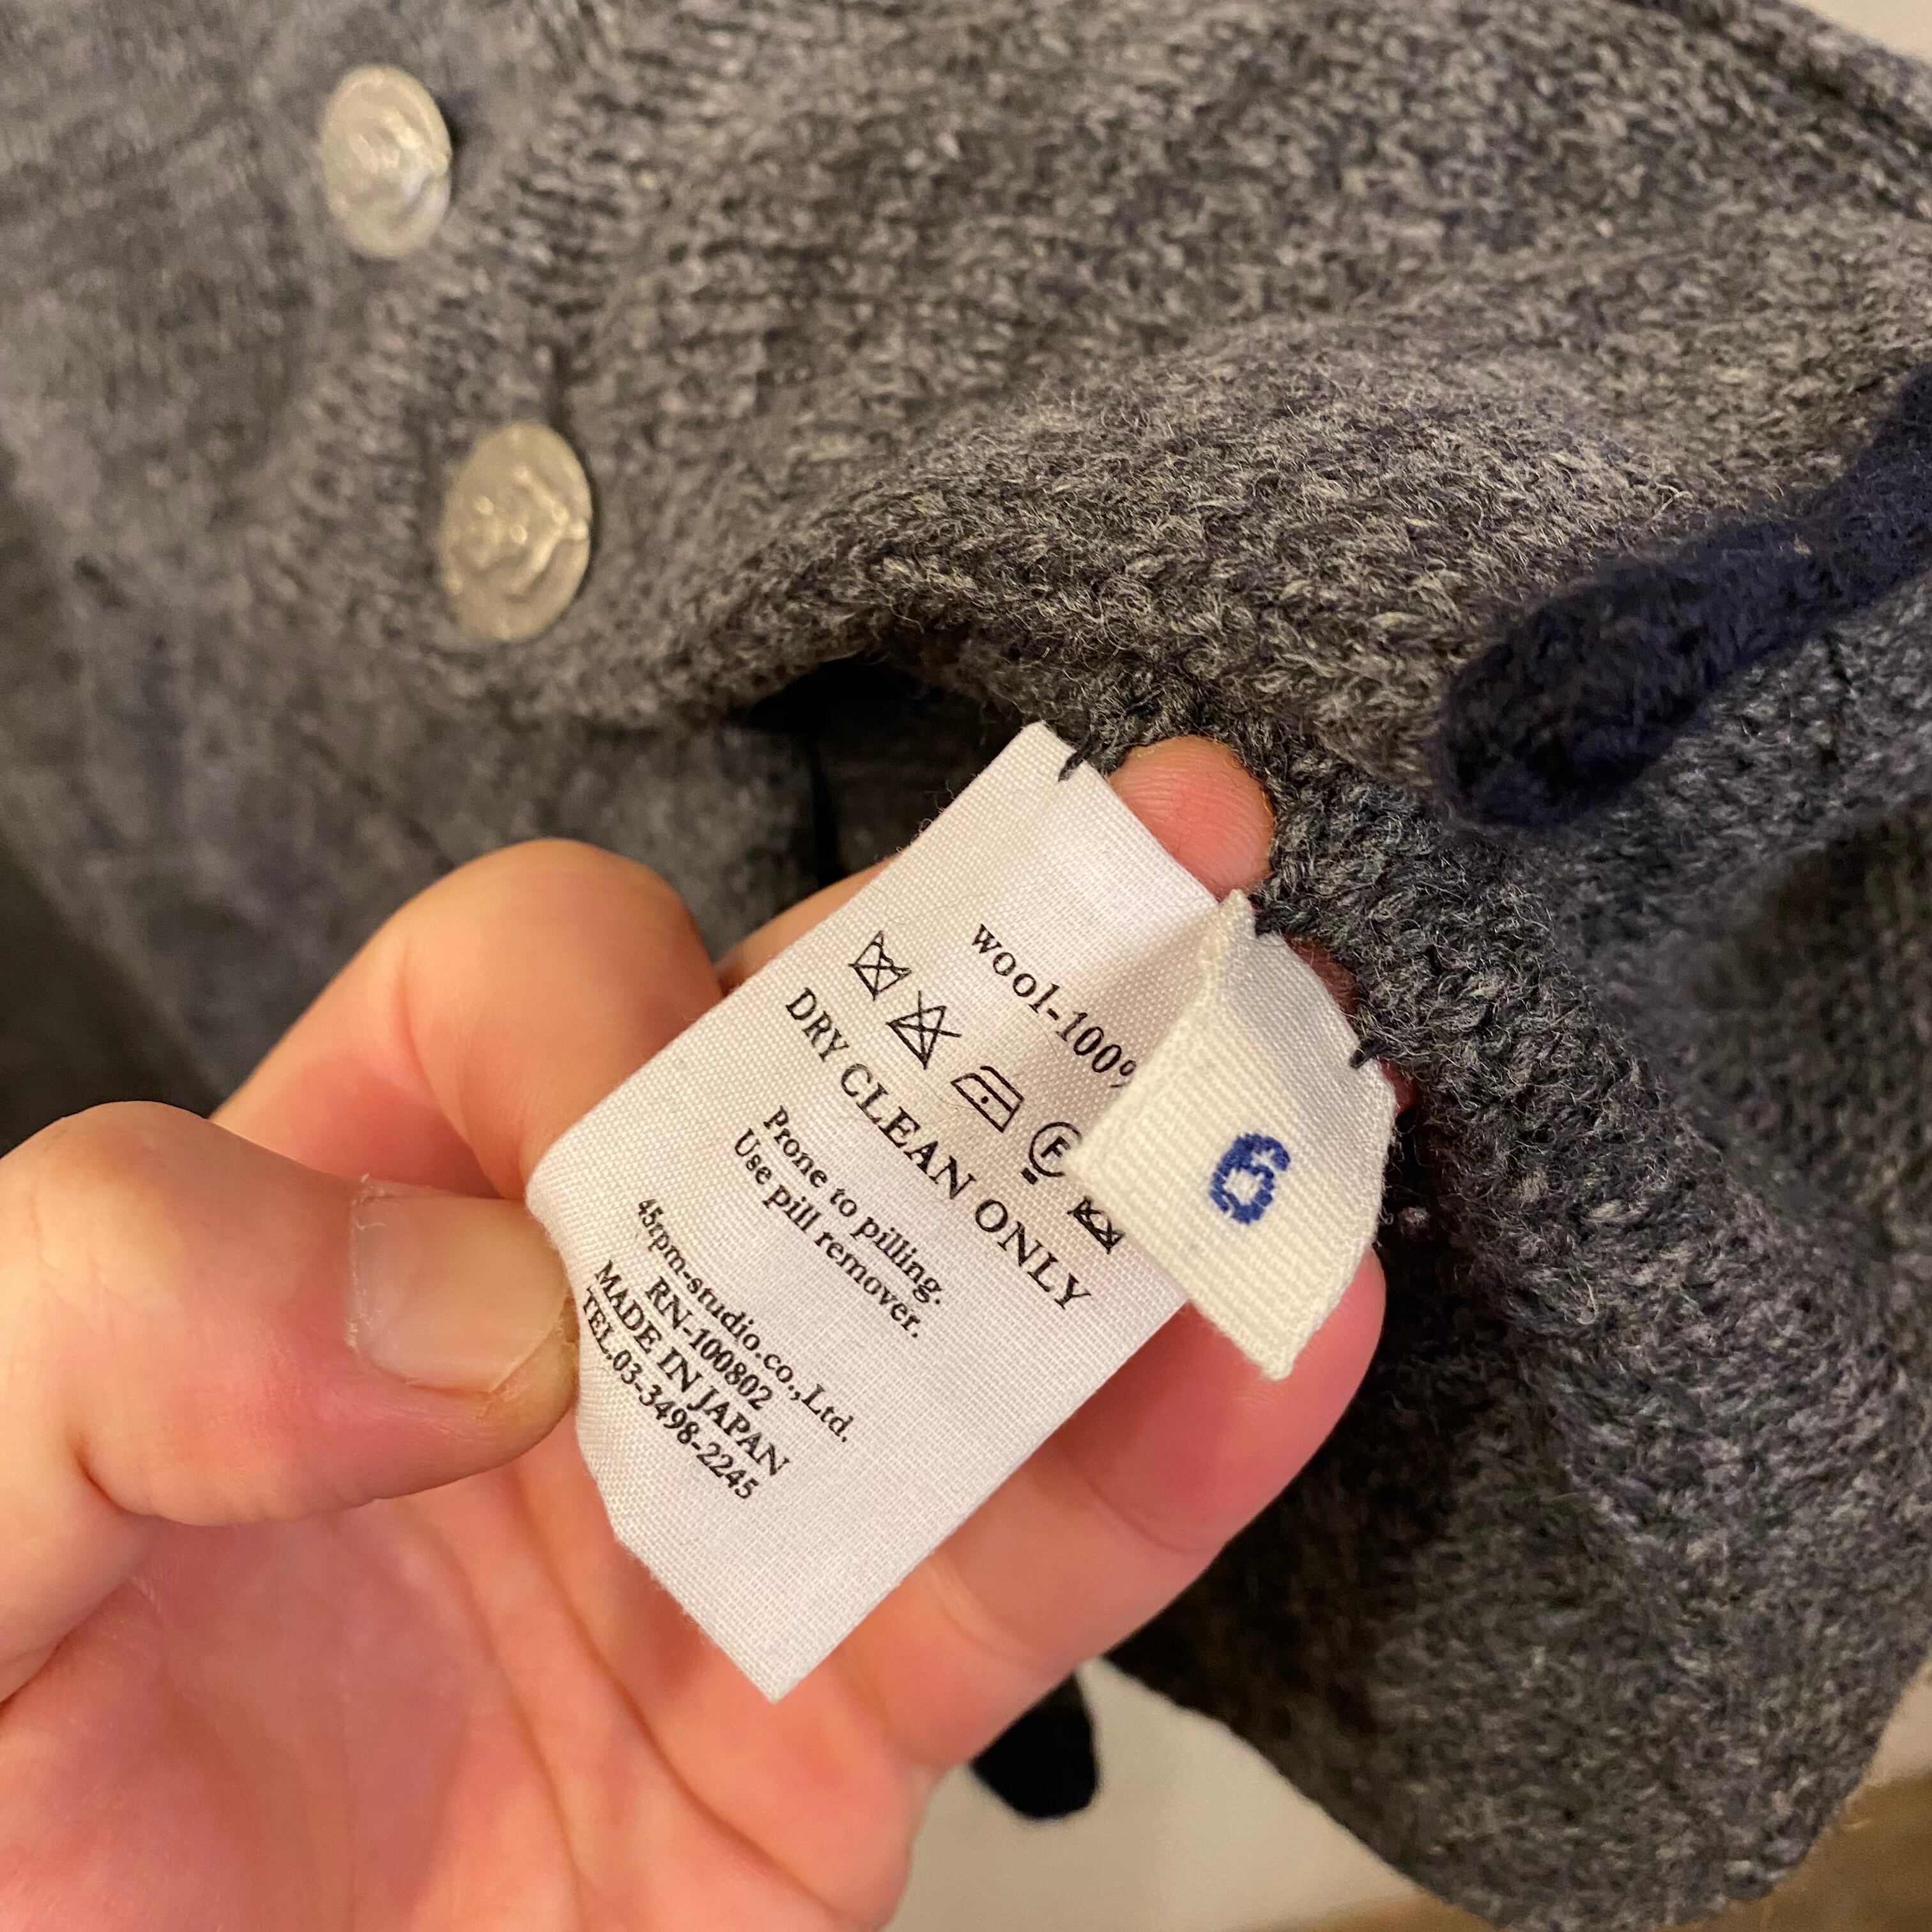 wool-100%
F
DRY CLEAN ONLY
Prone to pilling.
Use pill remover.
45rpm-studio.co.,Ltd.
RN-100802
MADE IN JAPAN
TEL.03-3498-2245
6